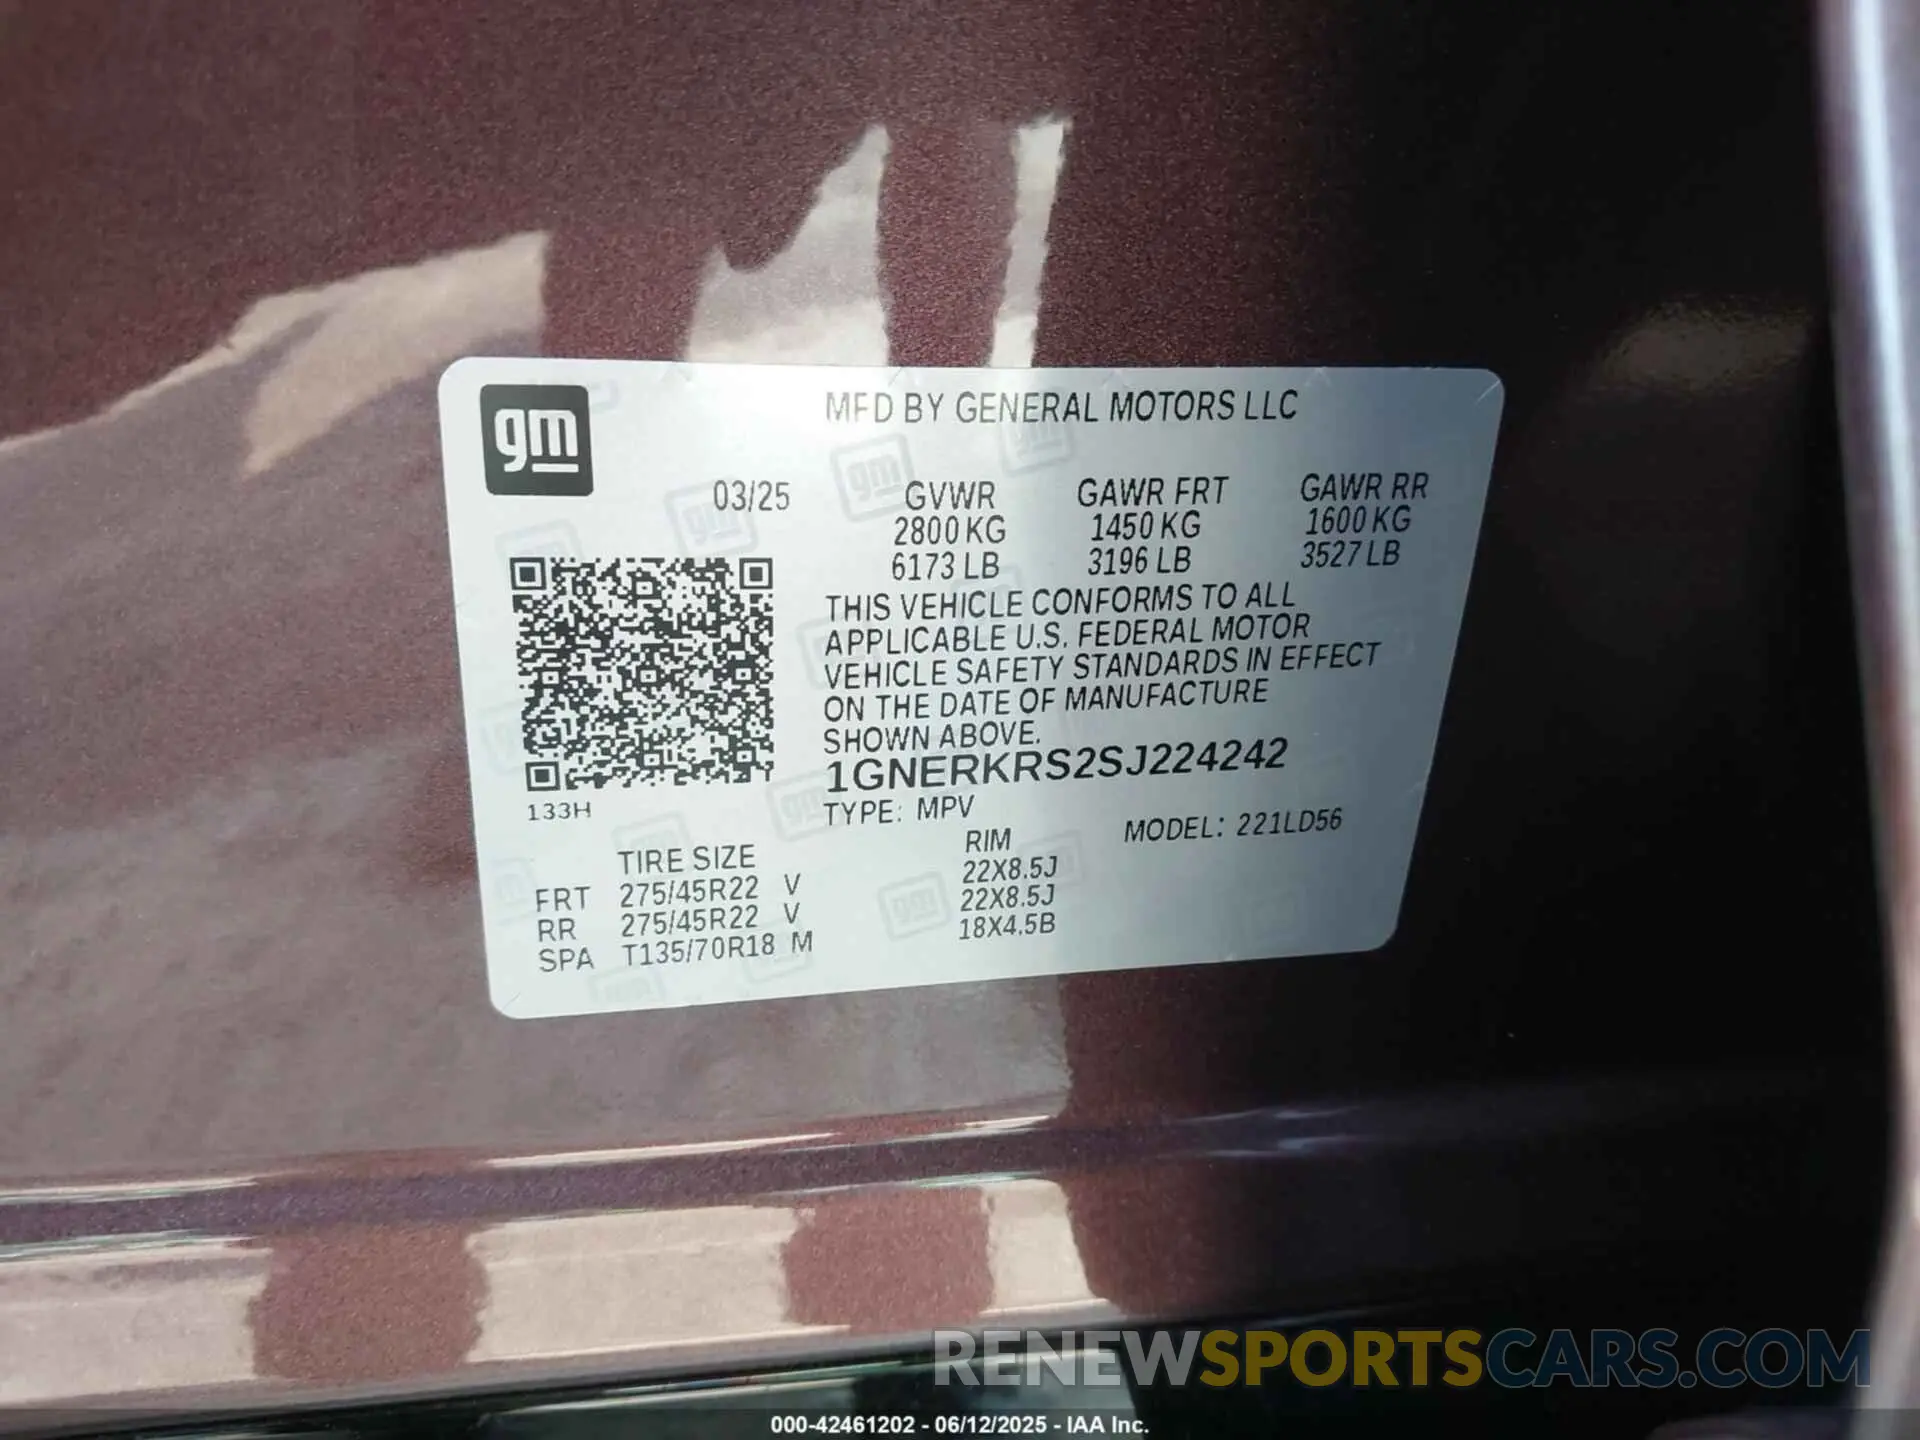 gm
MFD BY GENERAL MOTORS LLC
03/25 GVWR GAWR FRT GAWR RR
2800 KG 1450 KG 1600 KG
6173 LB 3196 LB 3527 LB
THIS VEHICLE CONFORMS TO ALL
APPLICABLE U.S. FEDERAL MOTOR
VEHICLE SAFETY STANDARDS IN EFFECT
ON THE DATE OF MANUFACTURE
SHOWN ABOVE.
1GNERKRS2SJ224242
133H
TYPE: MPV MODEL: 221LD56
TIRE SIZE RIM
FRT 275/45R22 V 22X8.5J
RR 275/45R22 V 22X8.5J
SPA T135/70R18 M 18X4.5B
RENEWSPORTSCARS.COM
000-42461202 - 06/12/2025 - IAA Inc.